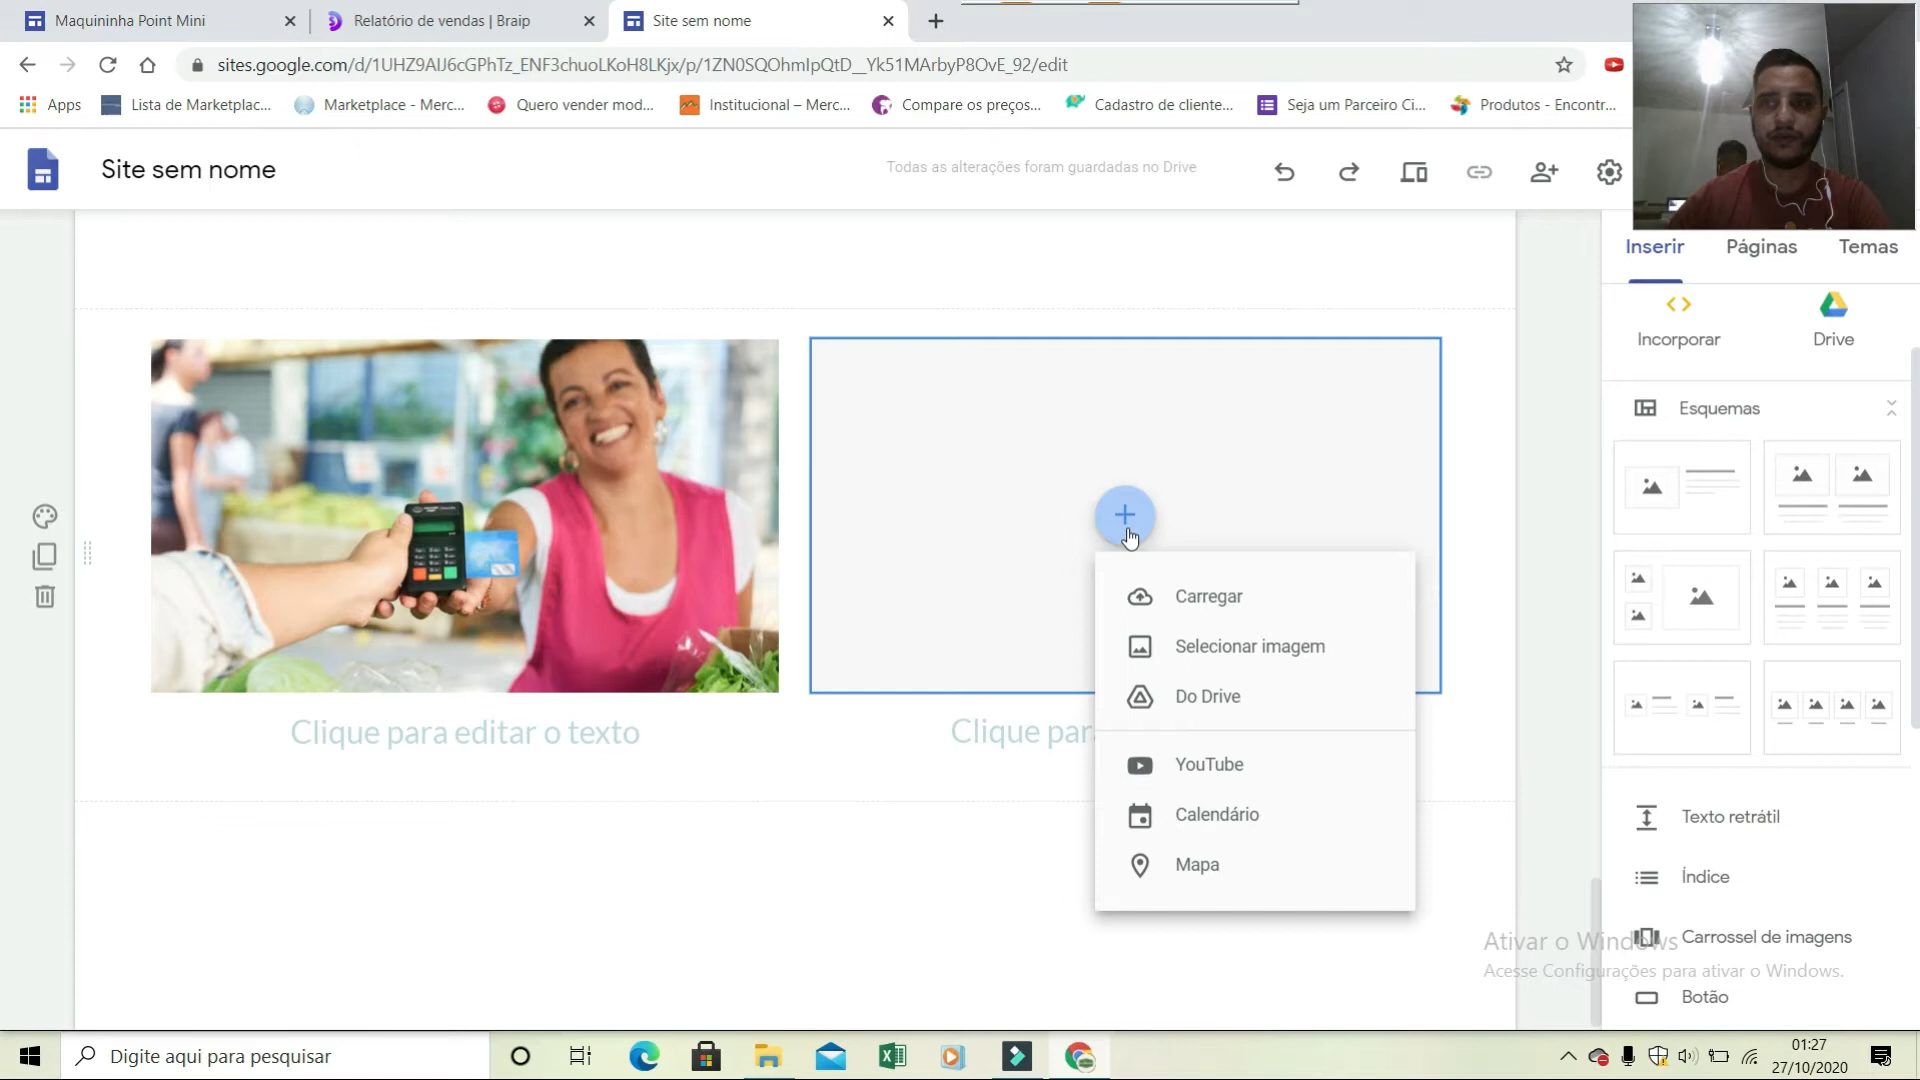 Maquininha Point Mini
Relatório de vendas | Braip
Site sem nome
sites.google.com/d/1UHZ9AIJ6cGPhTz_ENF3chuoLKoH8LKjx/p/1ZN0SQOhmIpQtD__Yk51MArbyP8OvE_92/edit
Apps
Lista de Marketplac...
Marketplace - Merc...
Quero vender mod...
Institucional – Merc...
Compare os preços...
Cadastro de cliente...
Seja um Parceiro Ci...
Produtos - Encontr...
Site sem nome
Todas as alterações foram guardadas no Drive
Inserir
Páginas
Temas
Incorporar
Drive
Esquemas
Carregar
Selecionar imagem
Do Drive
YouTube
Calendário
Mapa
Clique para editar o texto
Clique par
Texto retrátil
Índice
Carrossel de imagens
Botão
Ativar o Windows
Acesse Configurações para ativar o Windows.
Digite aqui para pesquisar
01:27
27/10/2020